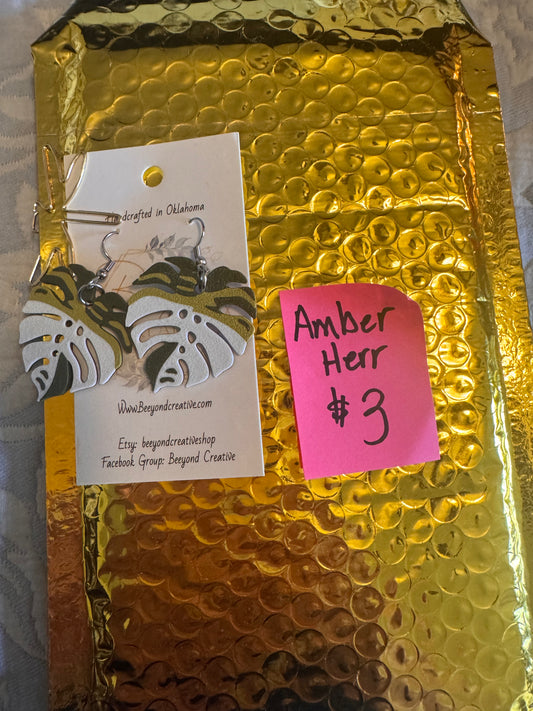 Handcrafted in Oklahoma
Www.Beeyondcreative.com
Etsy: beeyondcreativeshop
Facebook Group: Beeyond Creative
Amber
Herr
$3